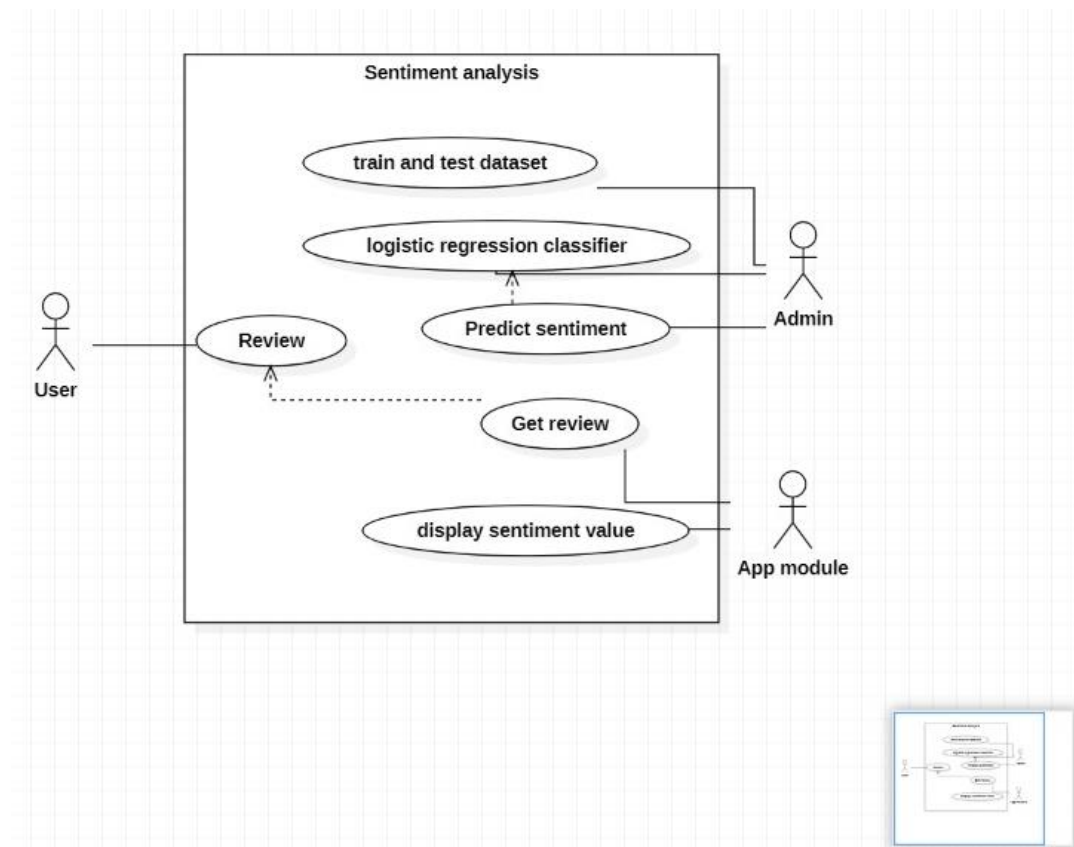 Sentiment analysis
train and test dataset
logistic regression classifier
Admin
Predict sentiment
Review
User
Get review
display sentiment value
App module